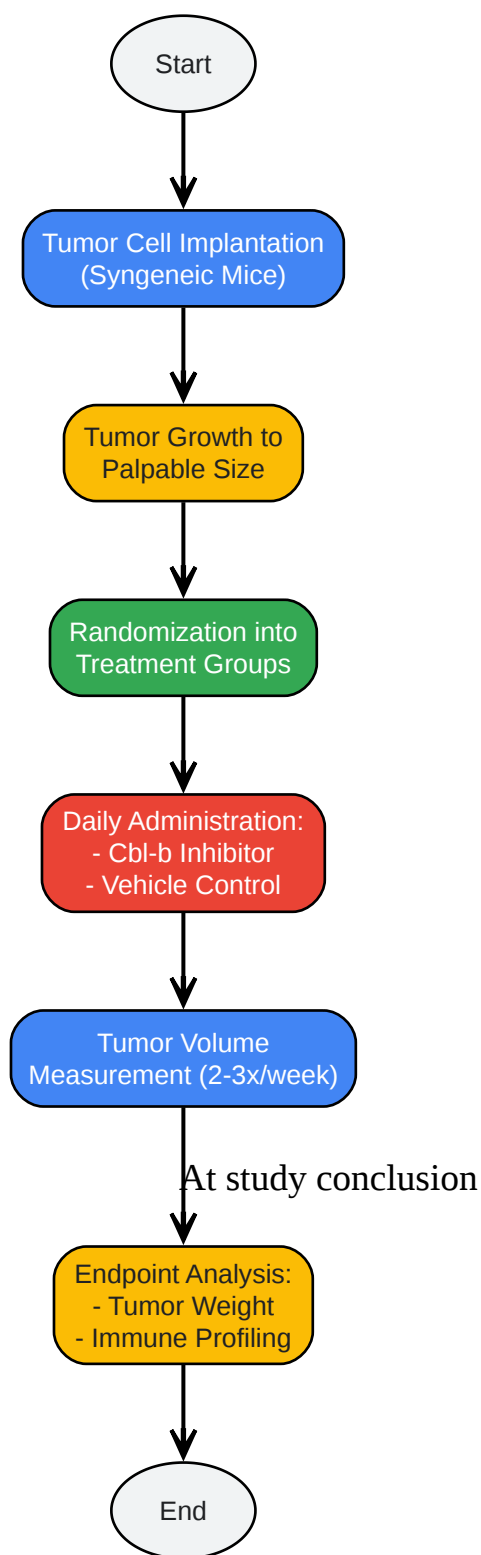 Start
Tumor Cell Implantation
(Syngeneic Mice)
Tumor Growth to
Palpable Size
Randomization into
Treatment Groups
Daily Administration:
- Cbl-b Inhibitor
- Vehicle Control
Tumor Volume
Measurement (2-3x/week)
At study conclusion
Endpoint Analysis:
- Tumor Weight
- Immune Profiling
End